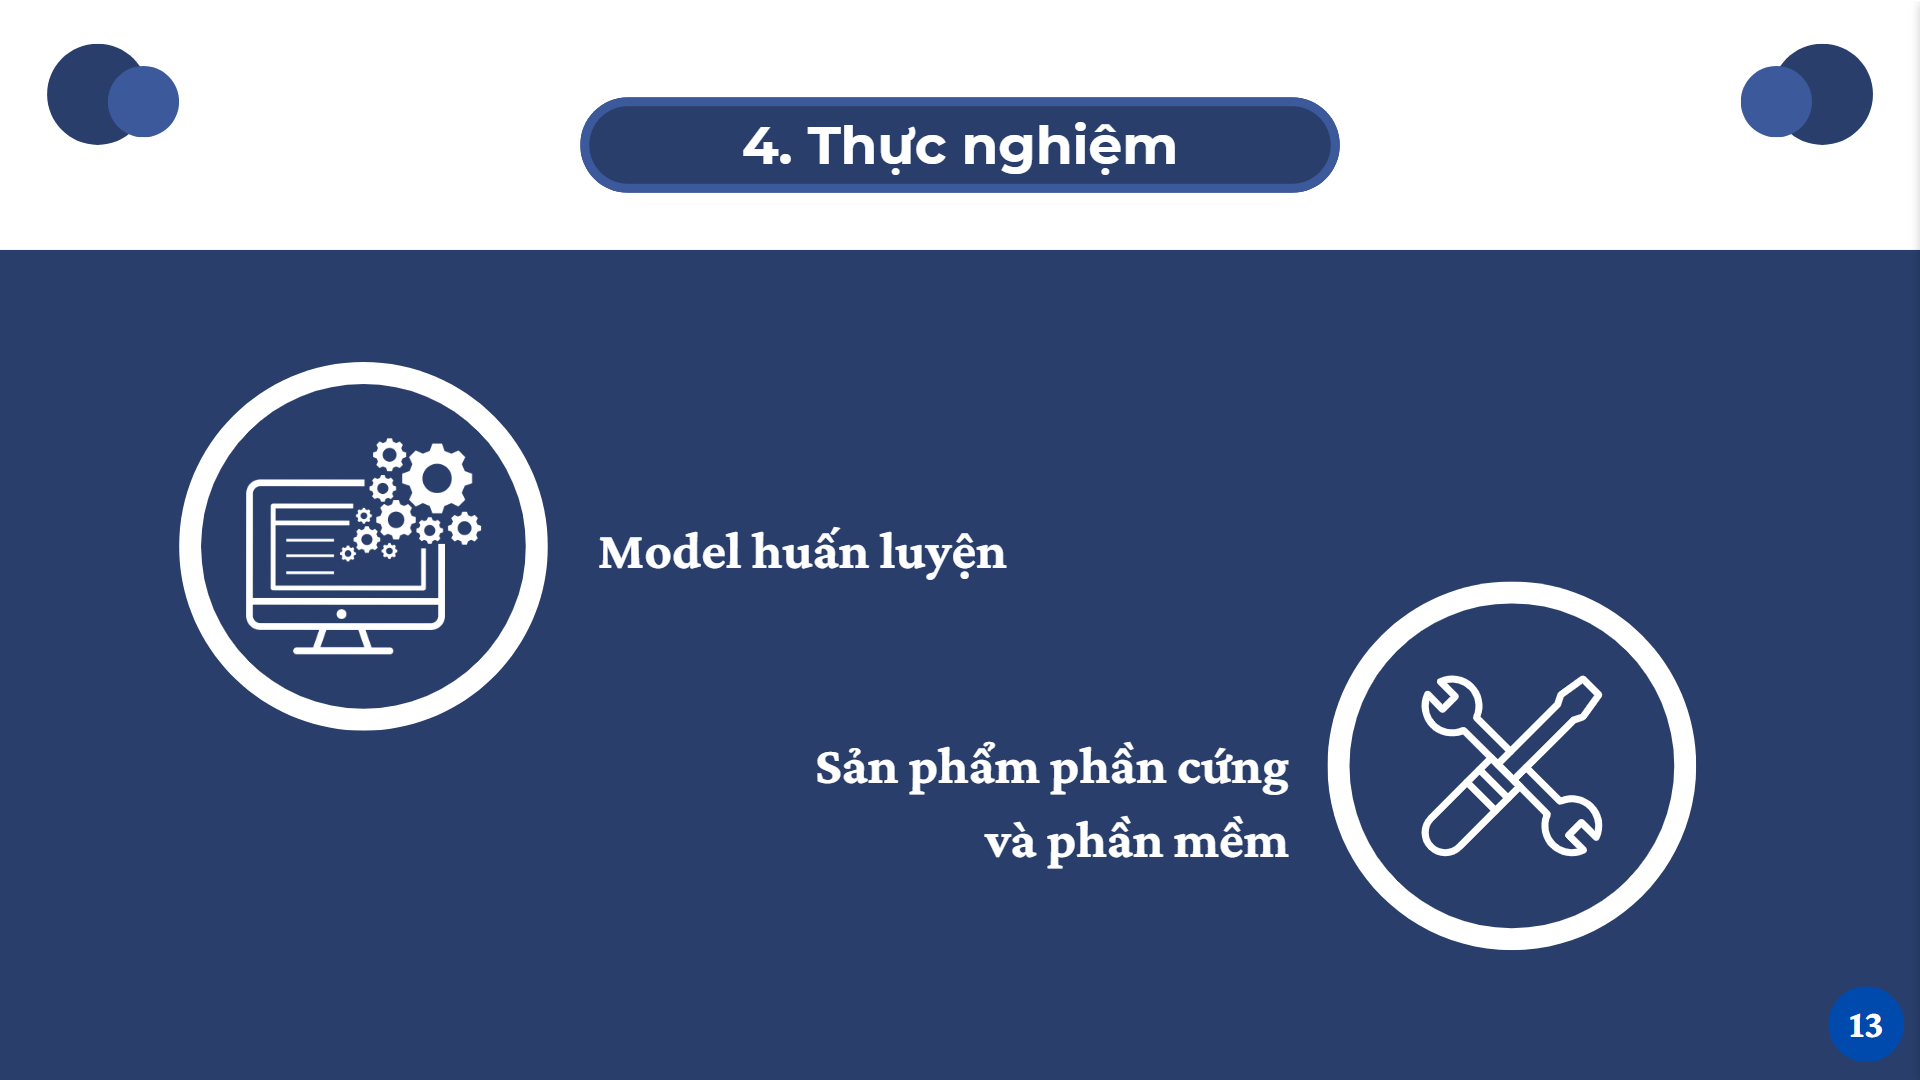 4. Thực nghiệm
Model huấn luyện
Sản phẩm phần cứng
và phần mềm
13